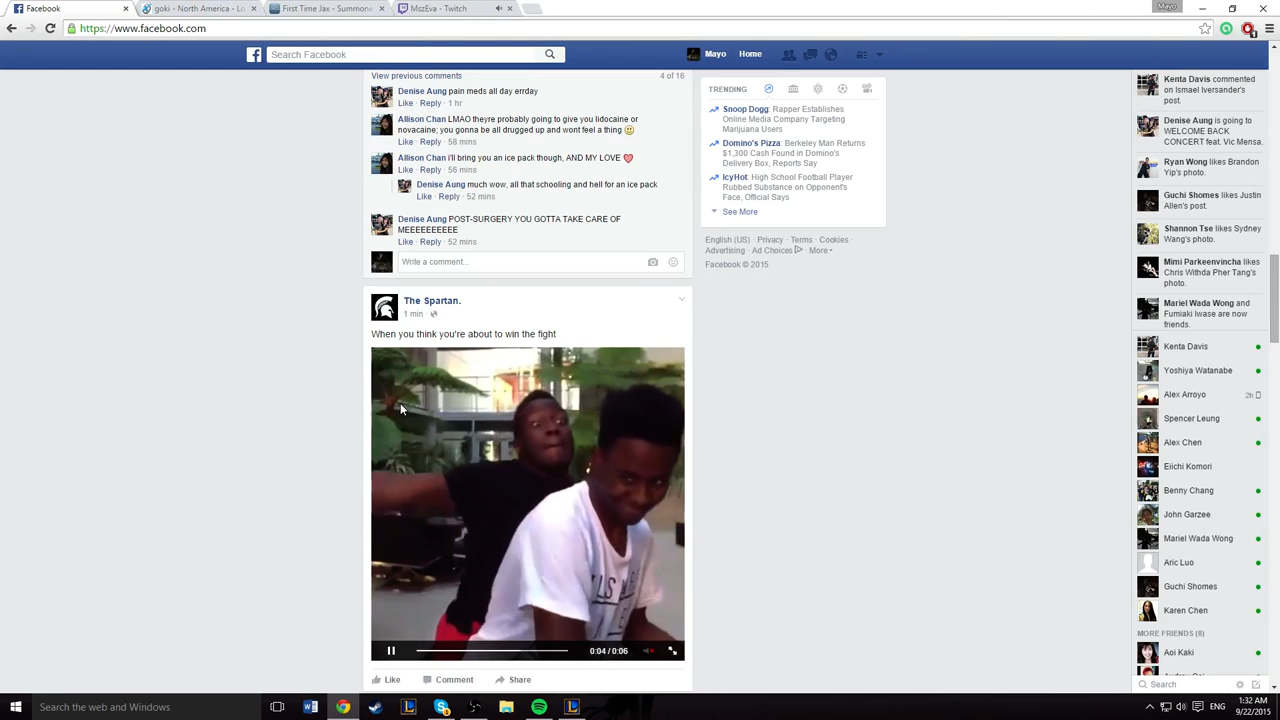 Facebook
goki - North America - Lo
First Time Jax - Summone
MszEva - Twitch
Mayo
https://www.facebook.com
Search Facebook
Mayo
Home
View previous comments
4 of 16
Denise Aung pain meds all day errday
Like · Reply · 1 hr
Allison Chan LMAO theyre probably going to give you lidocaine or
novacaine; you gonna be all drugged up and wont feel a thing
Like · Reply · 58 mins
Allison Chan i'll bring you an ice pack though, AND MY LOVE
Like · Reply · 56 mins
Denise Aung much wow, all that schooling and hell for an ice pack
Like · Reply · 52 mins
Denise Aung POST-SURGERY YOU GOTTA TAKE CARE OF
MEEEEEEEEEE
Like · Reply · 52 mins
Write a comment...
The Spartan.
1 min ·
When you think you're about to win the fight
0:04 / 0:06
Like
Comment
Share
TRENDING
Snoop Dogg: Rapper Establishes
Online Media Company Targeting
Marijuana Users
Domino's Pizza: Berkeley Man Returns
$1,300 Cash Found in Domino's
Delivery Box, Reports Say
IcyHot: High School Football Player
Rubbed Substance on Opponent's
Face, Official Says
See More
English (US) · Privacy · Terms · Cookies ·
Advertising · Ad Choices · More
Facebook © 2015
Kenta Davis commented
on Ismael Iversander's
post.
Denise Aung is going to
WELCOME BACK
CONCERT feat. Vic Mensa.
Ryan Wong likes Brandon
Yip's photo.
Guchi Shomes likes Justin
Allen's post.
Shannon Tse likes Sydney
Wang's photo.
Mimi Parkeenvincha likes
Chris Withda Pher Tang's
photo.
Mariel Wada Wong and
Fumiaki Iwase are now
friends.
Kenta Davis
Yoshiya Watanabe
Alex Arroyo
2h
Spencer Leung
Alex Chen
Eiichi Komori
Benny Chang
John Garzee
Mariel Wada Wong
Aric Luo
Guchi Shomes
Karen Chen
MORE FRIENDS (8)
Aoi Kaki
Search
Search the web and Windows
ENG
1:32 AM
9/22/2015